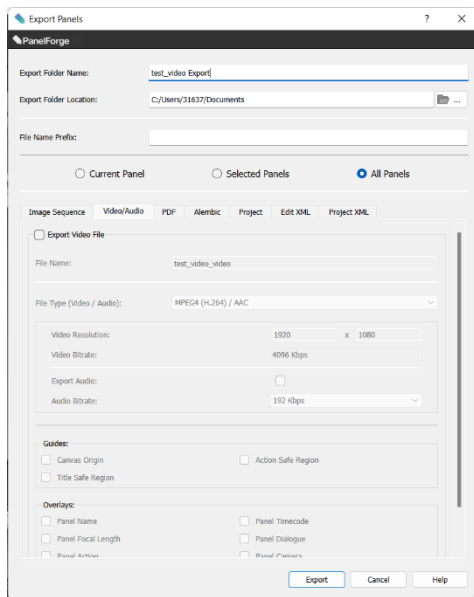 Export Panels ? X
PanelForge
Export Folder Name: test_video Export
Export Folder Location: C:/Users/31637/Documents ...
File Name Prefix:
Current Panel Selected Panels All Panels
Image Sequence Video/Audio PDF Alembic Project Edit XML Project XML
Export Video File
File Name: test_video_video
File Type (Video / Audio): MPEG4 (H.264) / AAC
Video Resolution: 1920 x 1080
Video Bitrate: 4096 Kbps
Export Audio:
Audio Bitrate: 192 Kbps
Guides:
Canvas Origin Action Safe Region
Title Safe Region
Overlays:
Panel Name Panel Timecode
Panel Focal Length Panel Dialogue
Panel Action Panel Camera
Export Cancel Help